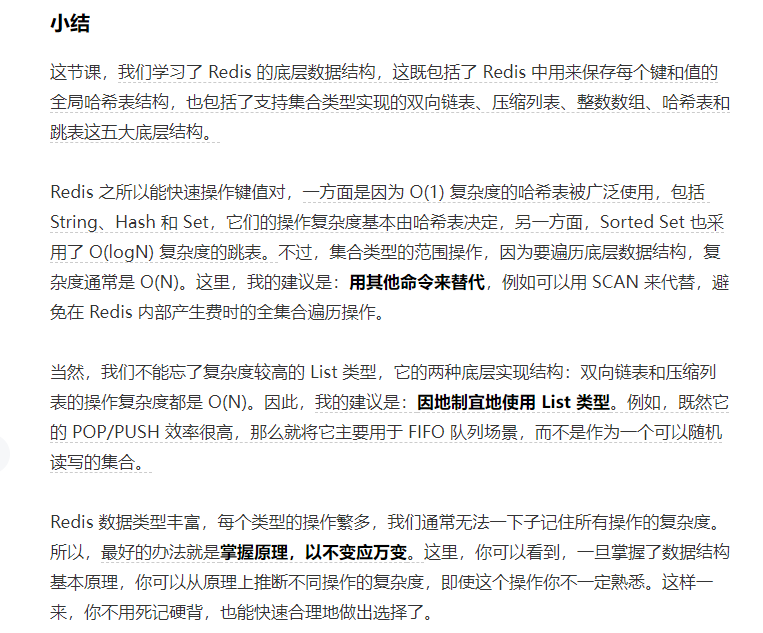 小结
这节课，我们学习了 Redis 的底层数据结构，这既包括了 Redis 中用来保存每个键和值的
全局哈希表结构，也包括了支持集合类型实现的双向链表、压缩列表、整数数组、哈希表和
跳表这五大底层结构。
Redis 之所以能快速操作键值对，一方面是因为 O(1) 复杂度的哈希表被广泛使用，包括
String、Hash 和 Set，它们的操作复杂度基本由哈希表决定，另一方面，Sorted Set 也采
用了 O(logN) 复杂度的跳表。不过，集合类型的范围操作，因为要遍历底层数据结构，复
杂度通常是 O(N)。这里，我的建议是：用其他命令来替代，例如可以用 SCAN 来代替，避
免在 Redis 内部产生费时的全集合遍历操作。
当然，我们不能忘了复杂度较高的 List 类型，它的两种底层实现结构：双向链表和压缩列
表的操作复杂度都是 O(N)。因此，我的建议是：因地制宜地使用 List 类型。例如，既然它
的 POP/PUSH 效率很高，那么就将它主要用于 FIFO 队列场景，而不是作为一个可以随机
读写的集合。
Redis 数据类型丰富，每个类型的操作繁多，我们通常无法一下子记住所有操作的复杂度。
所以，最好的办法就是掌握原理，以不变应万变。这里，你可以看到，一旦掌握了数据结构
基本原理，你可以从原理上推断不同操作的复杂度，即使这个操作你不一定熟悉。这样一
来，你不用死记硬背，也能快速合理地做出选择了。